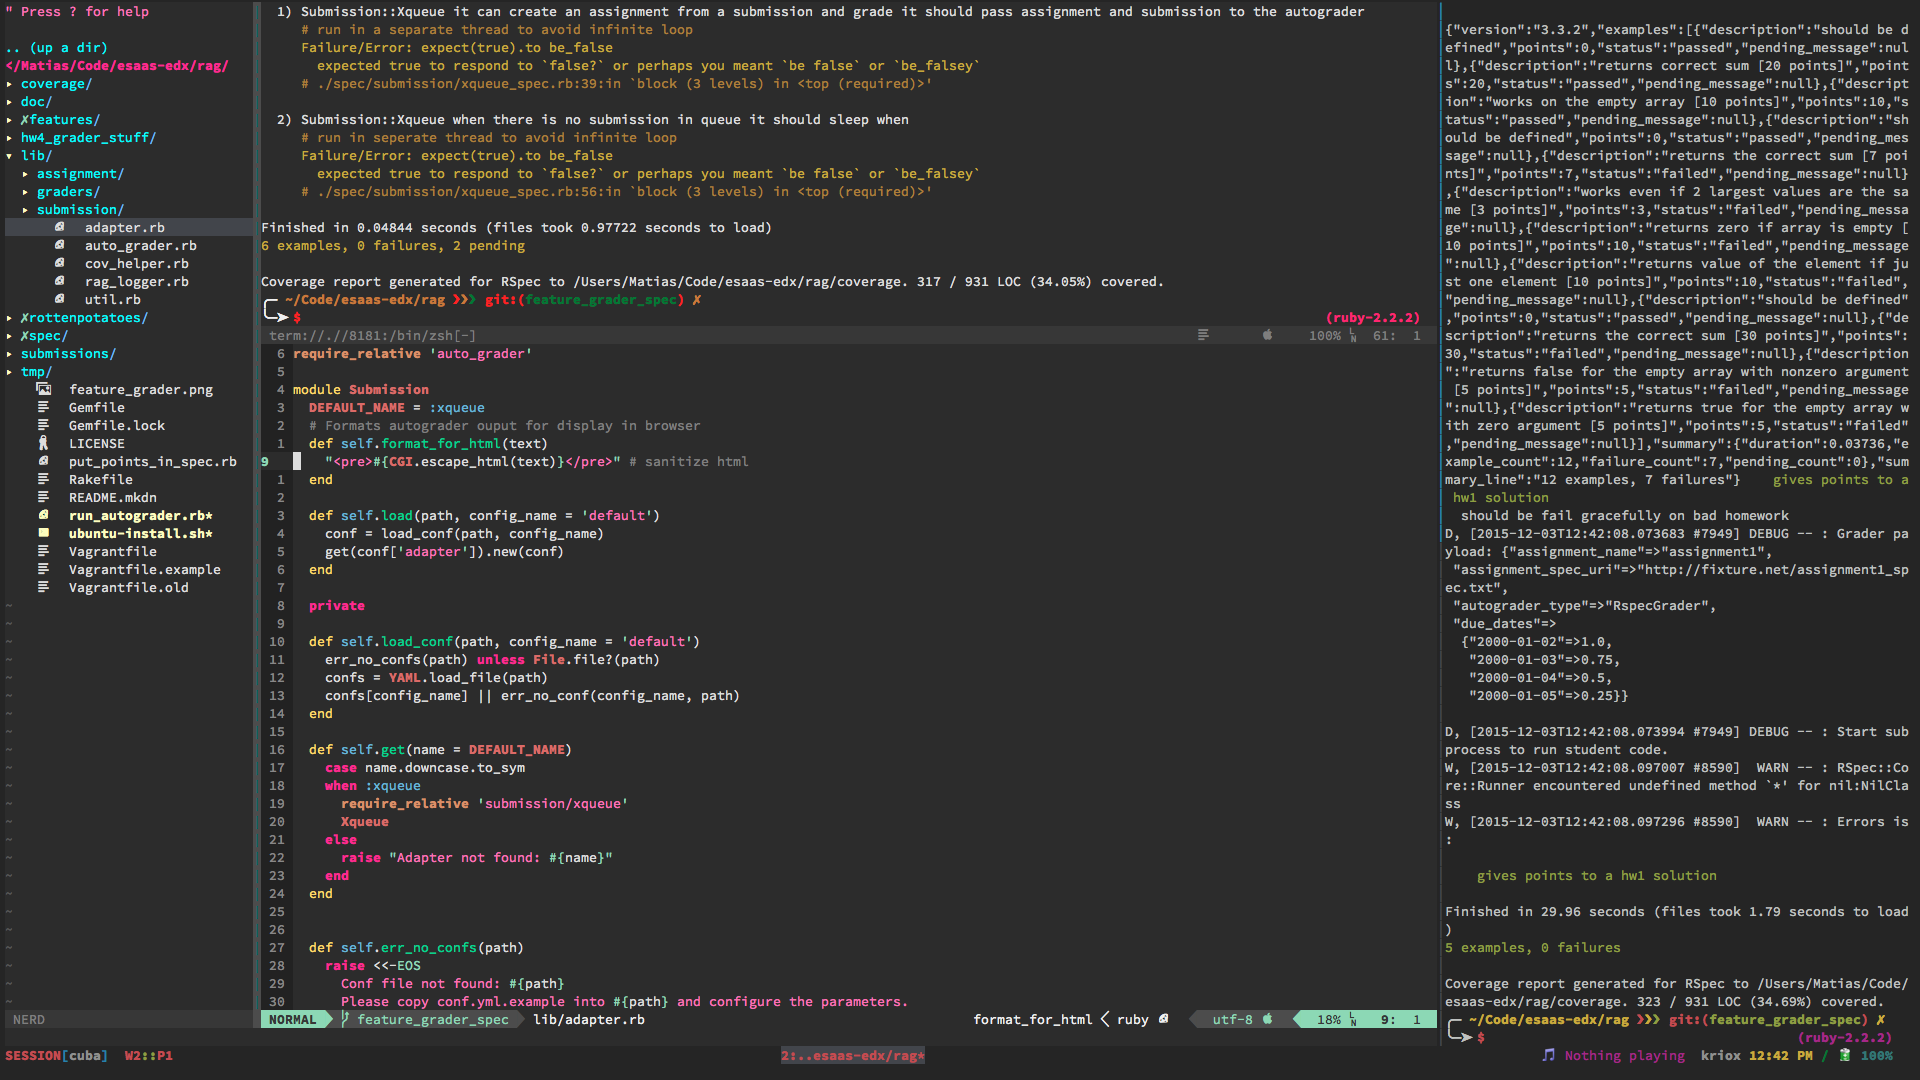 " Press ? for help
.. (up a dir)
</Matias/Code/esaas-edx/rag/
▸ coverage/
▸ doc/
▸ ✗features/
▸ hw4_grader_stuff/
▾ lib/
▸ assignment/
▸ graders/
▸ submission/
adapter.rb
auto_grader.rb
cov_helper.rb
rag_logger.rb
util.rb
▸ ✗rottenpotatoes/
▸ ✗spec/
▸ submissions/
▸ tmp/
feature_grader.png
Gemfile
Gemfile.lock
LICENSE
put_points_in_spec.rb
Rakefile
README.mkdn
run_autograder.rb*
ubuntu-install.sh*
Vagrantfile
Vagrantfile.example
Vagrantfile.old
NERD
1) Submission::Xqueue it can create an assignment from a submission and grade it should pass assignment and submission to the autograder
# run in a separate thread to avoid infinite loop
Failure/Error: expect(true).to be_false
expected true to respond to `false?` or perhaps you meant `be false` or `be_falsey`
# ./spec/submission/xqueue_spec.rb:39:in `block (3 levels) in <top (required)>'
2) Submission::Xqueue when there is no submission in queue it should sleep when
# run in seperate thread to avoid infinite loop
Failure/Error: expect(true).to be_false
expected true to respond to `false?` or perhaps you meant `be false` or `be_falsey`
# ./spec/submission/xqueue_spec.rb:56:in `block (3 levels) in <top (required)>'
Finished in 0.04844 seconds (files took 0.97722 seconds to load)
6 examples, 0 failures, 2 pending
Coverage report generated for RSpec to /Users/Matias/Code/esaas-edx/rag/coverage. 317 / 931 LOC (34.05%) covered.
~/Code/esaas-edx/rag ❯❯❯ git:(feature_grader_spec) ✗
$ (ruby-2.2.2)
term://.//8181:/bin/zsh[-] 100% LN 61: 1
6 require_relative 'auto_grader'
5
4 module Submission
3 DEFAULT_NAME = :xqueue
2 # Formats autograder ouput for display in browser
1 def self.format_for_html(text)
9 "<pre>#{CGI.escape_html(text)}</pre>" # sanitize html
1 end
2
3 def self.load(path, config_name = 'default')
4 conf = load_conf(path, config_name)
5 get(conf['adapter']).new(conf)
6 end
7
8 private
9
10 def self.load_conf(path, config_name = 'default')
11 err_no_confs(path) unless File.file?(path)
12 confs = YAML.load_file(path)
13 confs[config_name] || err_no_conf(config_name, path)
14 end
15
16 def self.get(name = DEFAULT_NAME)
17 case name.downcase.to_sym
18 when :xqueue
19 require_relative 'submission/xqueue'
20 Xqueue
21 else
22 raise "Adapter not found: #{name}"
23 end
24 end
25
26
27 def self.err_no_confs(path)
28 raise <<-EOS
29 Conf file not found: #{path}
30 Please copy conf.yml.example into #{path} and configure the parameters.
NORMAL feature_grader_spec lib/adapter.rb format_for_html < ruby utf-8 18% LN 9: 1
{"version":"3.3.2","examples":[{"description":"should be d
efined","points":0,"status":"passed","pending_message":nul
l},{"description":"returns correct sum [20 points]","point
s":20,"status":"passed","pending_message":null},{"descript
ion":"works on the empty array [10 points]","points":10,"s
tatus":"passed","pending_message":null},{"description":"sh
ould be defined","points":0,"status":"passed","pending_mes
sage":null},{"description":"returns the correct sum [7 poi
nts]","points":7,"status":"failed","pending_message":null}
,{"description":"works even if 2 largest values are the sa
me [3 points]","points":3,"status":"failed","pending_messa
ge":null},{"description":"returns zero if array is empty [
10 points]","points":10,"status":"failed","pending_message
":null},{"description":"returns value of the element if ju
st one element [10 points]","points":10,"status":"failed",
"pending_message":null},{"description":"should be defined"
,"points":0,"status":"passed","pending_message":null},{"de
scription":"returns the correct sum [30 points]","points":
30,"status":"failed","pending_message":null},{"description
":"returns false for the empty array with nonzero argument
[5 points]","points":5,"status":"failed","pending_message
":null},{"description":"returns true for the empty array w
ith zero argument [5 points]","points":5,"status":"failed"
,"pending_message":null}],"summary":{"duration":0.03736,"e
xample_count":12,"failure_count":7,"pending_count":0},"sum
mary_line":"12 examples, 7 failures"} gives points to a
hw1 solution
should be fail gracefully on bad homework
D, [2015-12-03T12:42:08.073683 #7949] DEBUG -- : Grader pa
yload: {"assignment_name"=>"assignment1",
"assignment_spec_uri"=>"http://fixture.net/assignment1_sp
ec.txt",
"autograder_type"=>"RspecGrader",
"due_dates"=>
{"2000-01-02"=>1.0,
"2000-01-03"=>0.75,
"2000-01-04"=>0.5,
"2000-01-05"=>0.25}}
D, [2015-12-03T12:42:08.073994 #7949] DEBUG -- : Start sub
process to run student code.
W, [2015-12-03T12:42:08.097007 #8590]  WARN -- : RSpec::Co
re::Runner encountered undefined method `*' for nil:NilCla
ss
W, [2015-12-03T12:42:08.097296 #8590]  WARN -- : Errors is
:
gives points to a hw1 solution
Finished in 29.96 seconds (files took 1.79 seconds to load
)
5 examples, 0 failures
Coverage report generated for RSpec to /Users/Matias/Code/
esaas-edx/rag/coverage. 323 / 931 LOC (34.69%) covered.
~/Code/esaas-edx/rag ❯❯❯ git:(feature_grader_spec) ✗
$ (ruby-2.2.2)
SESSION[cuba] W2::P1 2:..esaas-edx/rag* Nothing playing kriox 12:42 PM / 100%